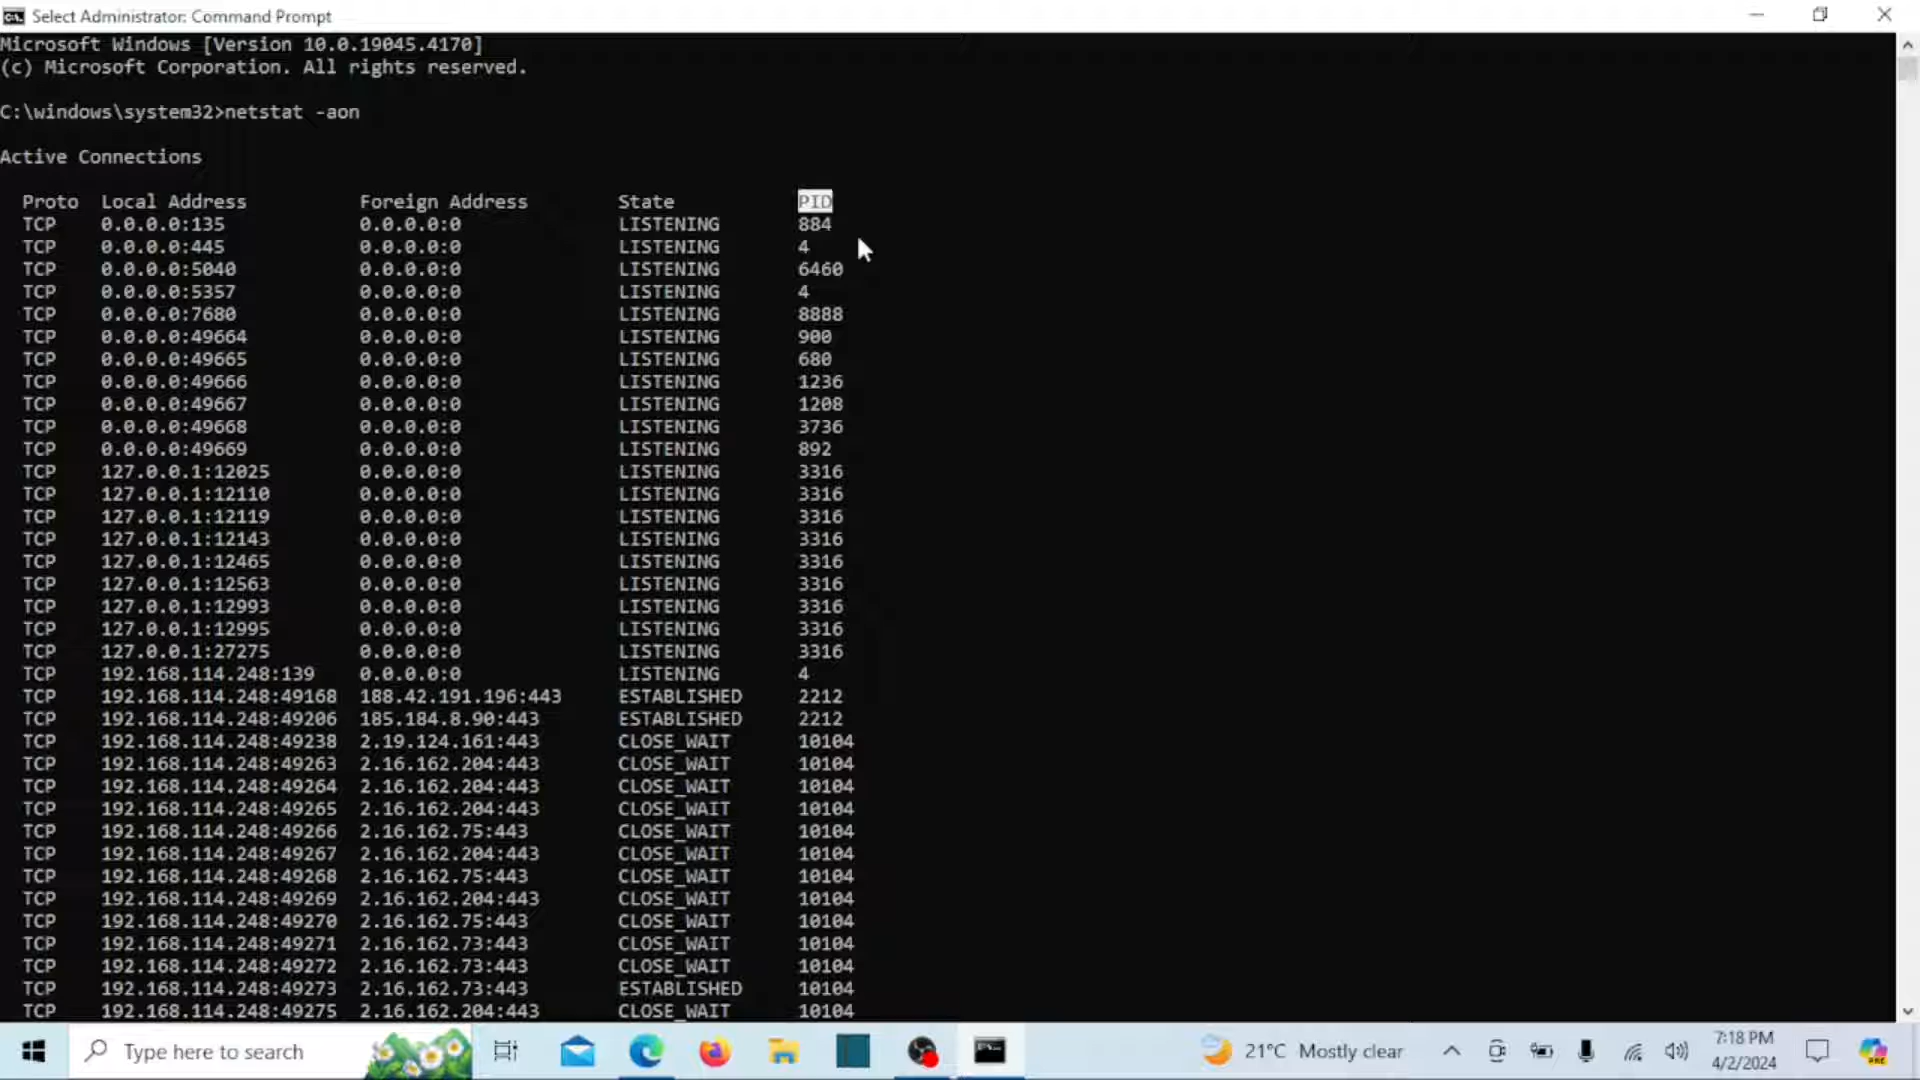 Select Administrator: Command Prompt
Microsoft Windows [Version 10.0.19045.4170]
(c) Microsoft Corporation. All rights reserved.
C:\windows\system32>netstat -aon
Active Connections
Proto Local Address Foreign Address State PID
TCP 0.0.0.0:135 0.0.0.0:0 LISTENING 884
TCP 0.0.0.0:445 0.0.0.0:0 LISTENING 4
TCP 0.0.0.0:5040 0.0.0.0:0 LISTENING 6460
TCP 0.0.0.0:5357 0.0.0.0:0 LISTENING 4
TCP 0.0.0.0:7680 0.0.0.0:0 LISTENING 8888
TCP 0.0.0.0:49664 0.0.0.0:0 LISTENING 900
TCP 0.0.0.0:49665 0.0.0.0:0 LISTENING 680
TCP 0.0.0.0:49666 0.0.0.0:0 LISTENING 1236
TCP 0.0.0.0:49667 0.0.0.0:0 LISTENING 1208
TCP 0.0.0.0:49668 0.0.0.0:0 LISTENING 3736
TCP 0.0.0.0:49669 0.0.0.0:0 LISTENING 892
TCP 127.0.0.1:12025 0.0.0.0:0 LISTENING 3316
TCP 127.0.0.1:12110 0.0.0.0:0 LISTENING 3316
TCP 127.0.0.1:12119 0.0.0.0:0 LISTENING 3316
TCP 127.0.0.1:12143 0.0.0.0:0 LISTENING 3316
TCP 127.0.0.1:12465 0.0.0.0:0 LISTENING 3316
TCP 127.0.0.1:12563 0.0.0.0:0 LISTENING 3316
TCP 127.0.0.1:12993 0.0.0.0:0 LISTENING 3316
TCP 127.0.0.1:12995 0.0.0.0:0 LISTENING 3316
TCP 127.0.0.1:27275 0.0.0.0:0 LISTENING 3316
TCP 192.168.114.248:139 0.0.0.0:0 LISTENING 4
TCP 192.168.114.248:49168 188.42.191.196:443 ESTABLISHED 2212
TCP 192.168.114.248:49206 185.184.8.90:443 ESTABLISHED 2212
TCP 192.168.114.248:49238 2.19.124.161:443 CLOSE_WAIT 10104
TCP 192.168.114.248:49263 2.16.162.204:443 CLOSE_WAIT 10104
TCP 192.168.114.248:49264 2.16.162.204:443 CLOSE_WAIT 10104
TCP 192.168.114.248:49265 2.16.162.204:443 CLOSE_WAIT 10104
TCP 192.168.114.248:49266 2.16.162.75:443 CLOSE_WAIT 10104
TCP 192.168.114.248:49267 2.16.162.204:443 CLOSE_WAIT 10104
TCP 192.168.114.248:49268 2.16.162.75:443 CLOSE_WAIT 10104
TCP 192.168.114.248:49269 2.16.162.204:443 CLOSE_WAIT 10104
TCP 192.168.114.248:49270 2.16.162.75:443 CLOSE_WAIT 10104
TCP 192.168.114.248:49271 2.16.162.73:443 CLOSE_WAIT 10104
TCP 192.168.114.248:49272 2.16.162.73:443 CLOSE_WAIT 10104
TCP 192.168.114.248:49273 2.16.162.73:443 ESTABLISHED 10104
TCP 192.168.114.248:49275 2.16.162.204:443 CLOSE_WAIT 10104
Type here to search
21°C Mostly clear
7:18 PM
4/2/2024
PRE